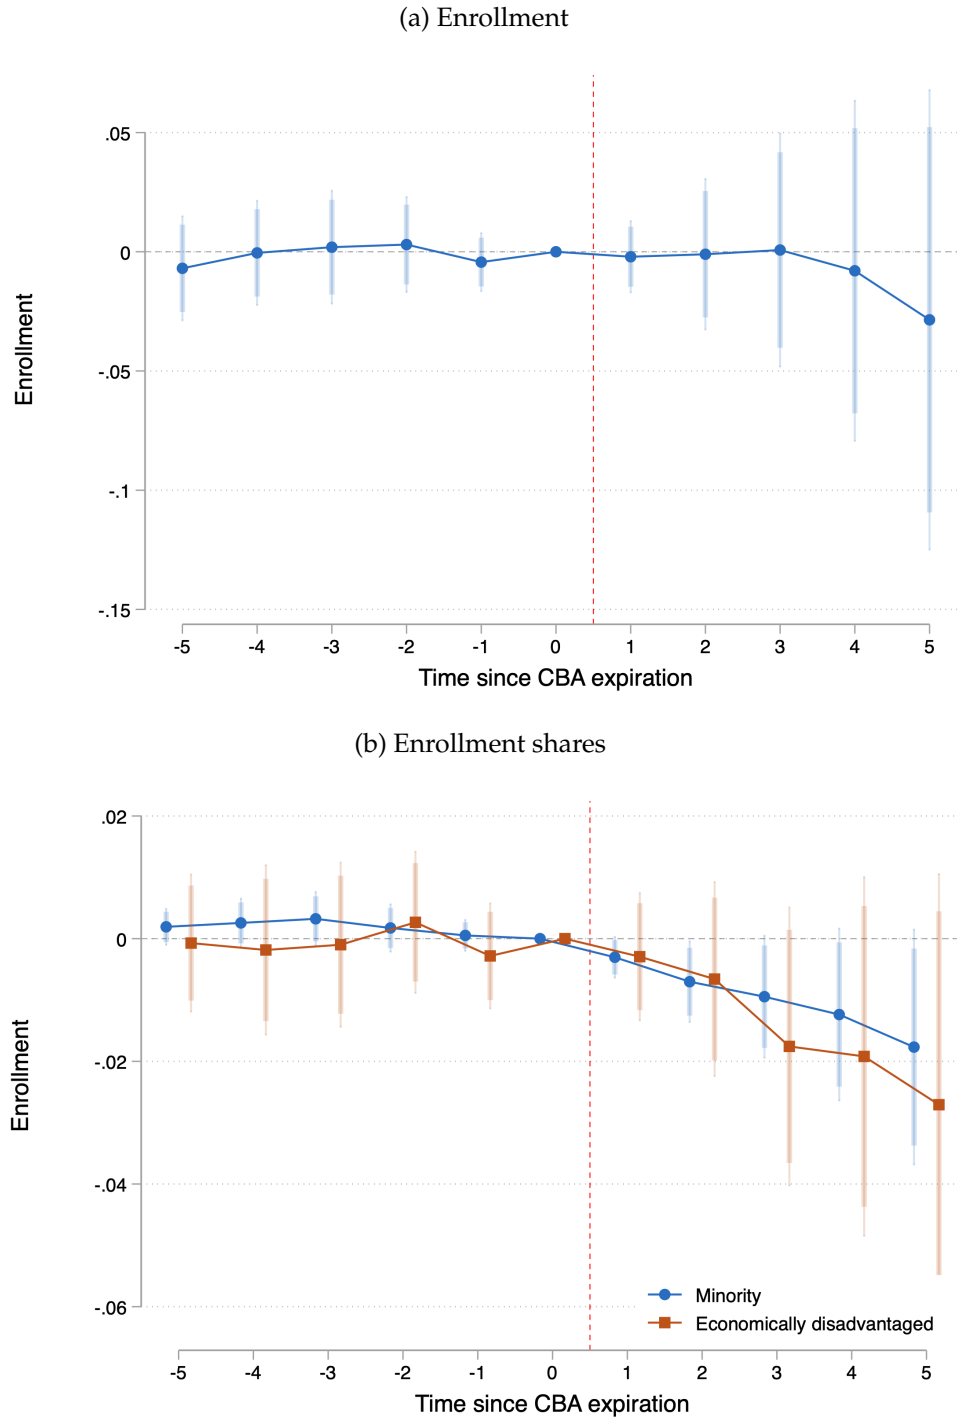 (a) Enrollment
.05
0
-.05
-.1
-.15
Enrollment
-5 -4 -3 -2 -1 0 1 2 3 4 5
Time since CBA expiration
(b) Enrollment shares
.02
0
-.02
-.04
-.06
Enrollment
Minority
Economically disadvantaged
-5 -4 -3 -2 -1 0 1 2 3 4 5
Time since CBA expiration